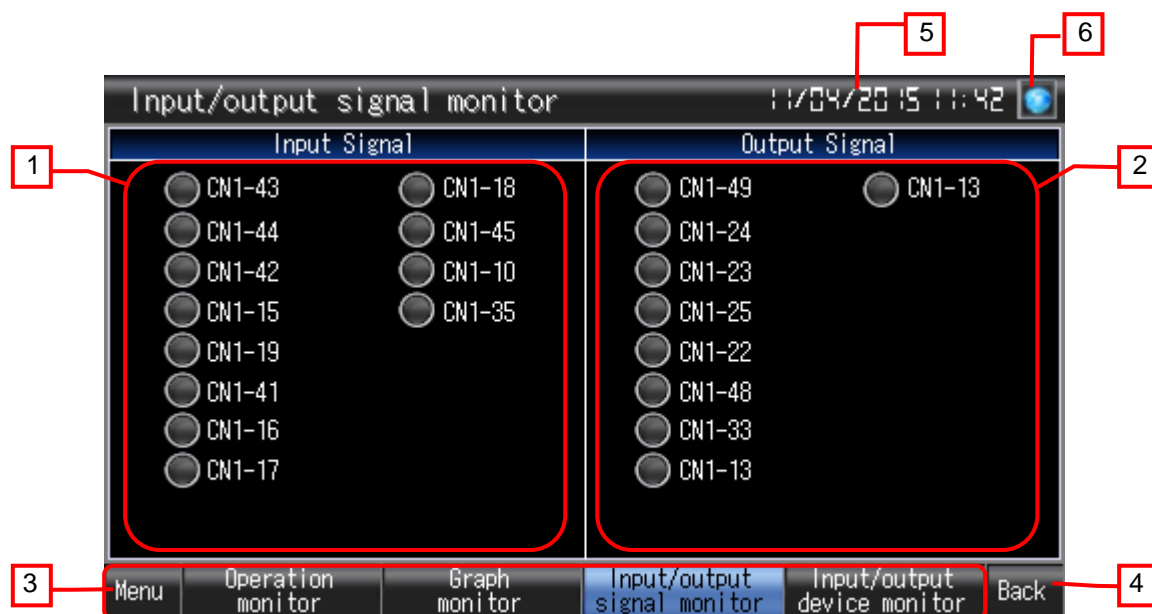 5
6
Input/output signal monitor
11/04/2015 11:42
Input Signal
Output Signal
1
2
CN1-43
CN1-18
CN1-49
CN1-13
CN1-44
CN1-45
CN1-24
CN1-42
CN1-10
CN1-23
CN1-15
CN1-35
CN1-25
CN1-19
CN1-22
CN1-41
CN1-48
CN1-16
CN1-33
CN1-17
CN1-13
3
Menu
Operation
monitor
Graph
monitor
Input/output
signal monitor
Input/output
device monitor
Back
4